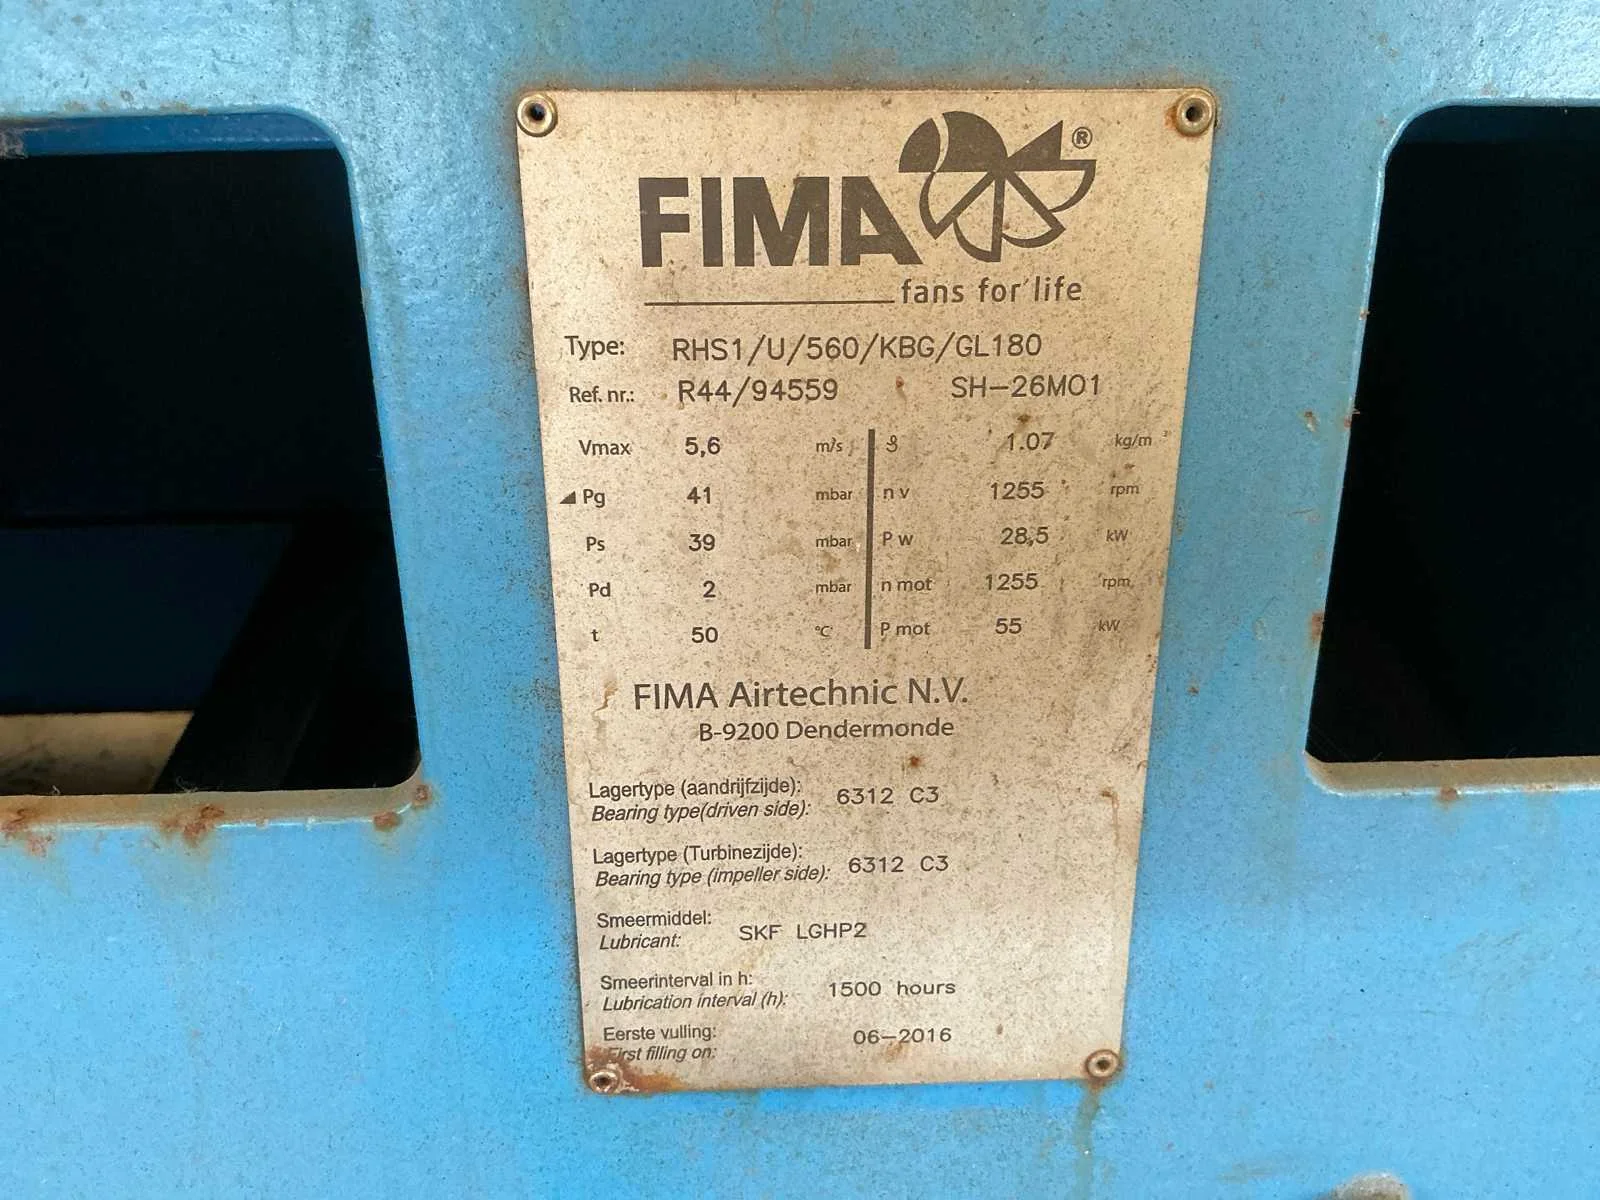 FIMA ®
fans for life
Type: RHS1/U/560/KBG/GL180
Ref. nr.: R44/94559 SH-26M01
Vmax 5,6 m³/s ϑ 1.07 kg/m³
◢ Pg 41 mbar n v 1255 rpm
Ps 39 mbar P w 28,5 kW
Pd 2 mbar n mot 1255 rpm
t 50 °C P mot 55 kW
FIMA Airtechnic N.V.
B-9200 Dendermonde
Lagertype (aandrijfzijde): 6312 C3
Bearing type(driven side):
Lagertype (Turbinezijde): 6312 C3
Bearing type (impeller side):
Smeermiddel: SKF LGHP2
Lubricant:
Smeerinterval in h: 1500 hours
Lubrication interval (h):
Eerste vulling: 06-2016
First filling on: